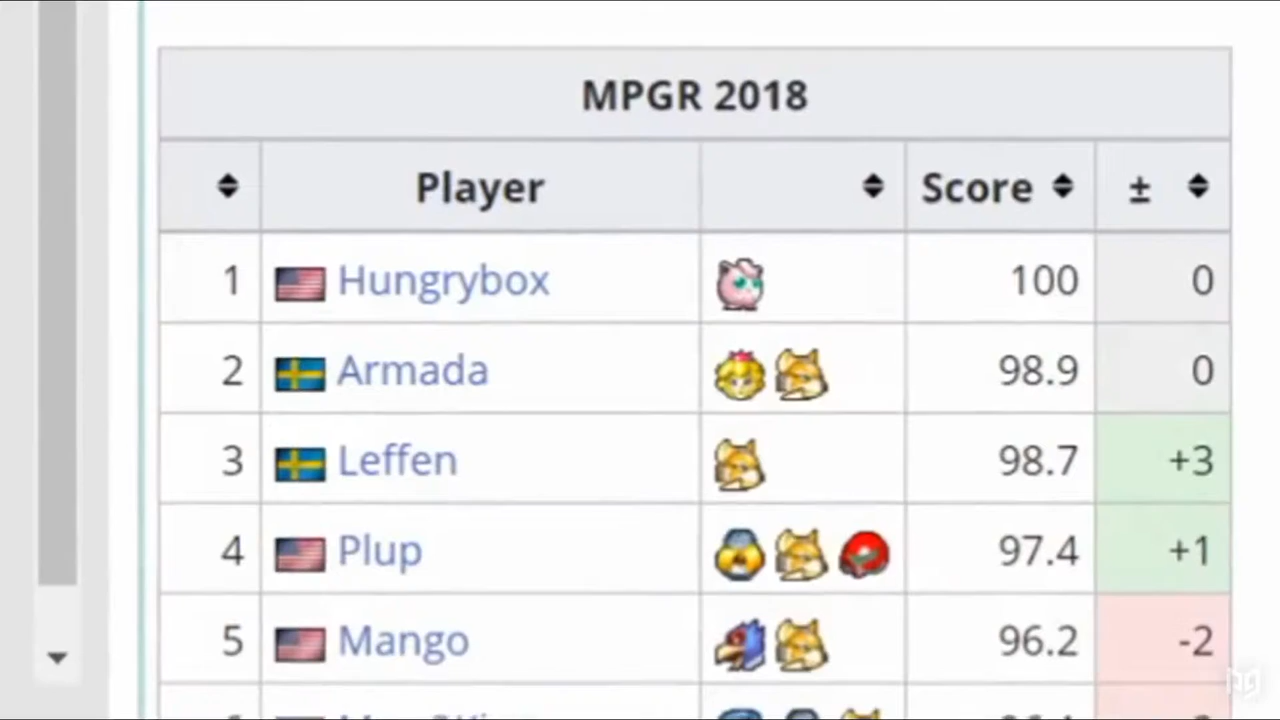 MPGR 2018
Player Score ±
1 Hungrybox 100 0
2 Armada 98.9 0
3 Leffen 98.7 +3
4 Plup 97.4 +1
5 Mango 96.2 -2